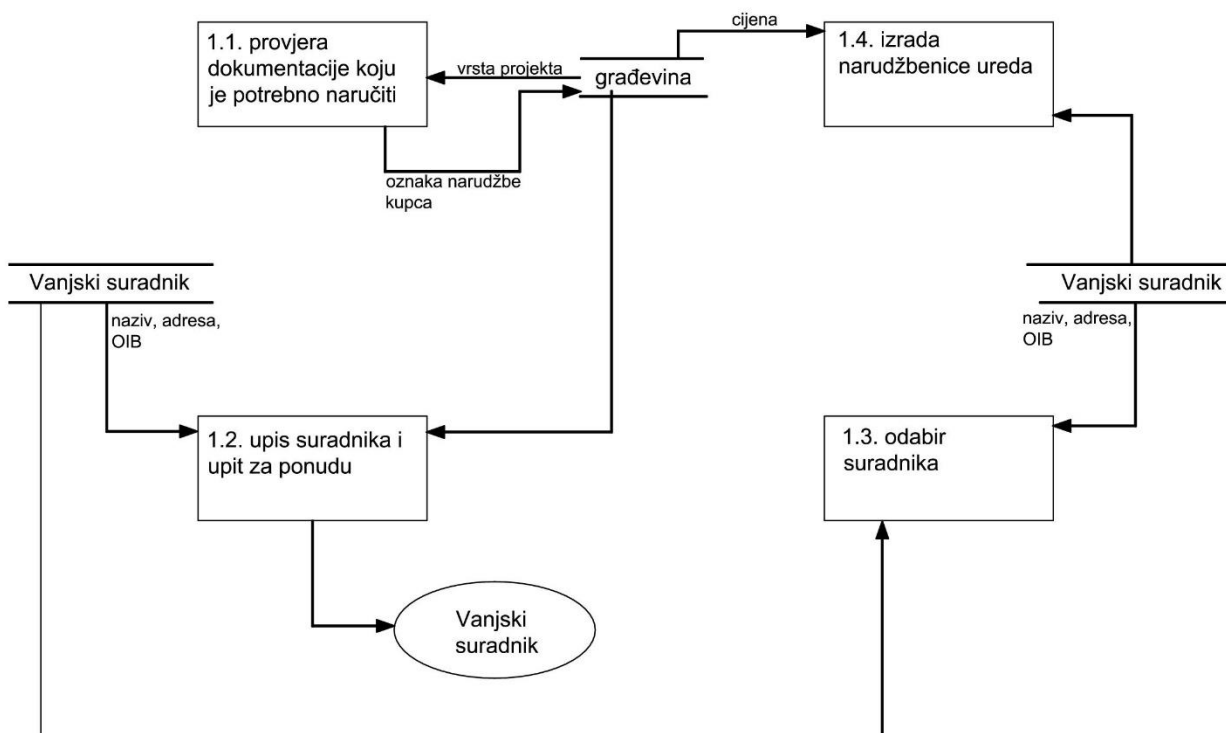 cijena
1.1. provjera
dokumentacije koju
je potrebno naručiti
vrsta projekta
građevina
1.4. izrada
narudžbenice ureda
oznaka narudžbe
kupca
Vanjski suradnik
naziv, adresa,
OIB
Vanjski suradnik
naziv, adresa,
OIB
1.2. upis suradnika i
upit za ponudu
1.3. odabir
suradnika
Vanjski
suradnik